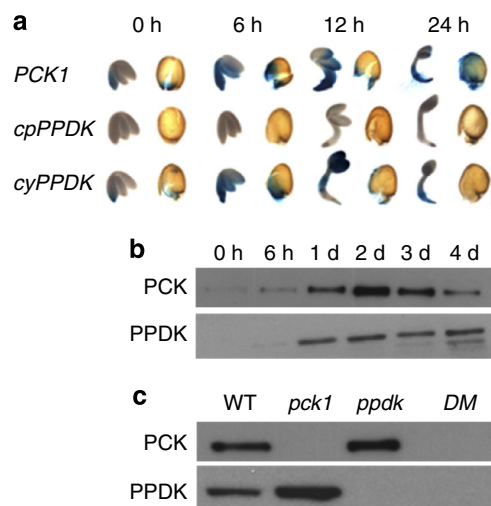 a 0 h 6 h 12 h 24 h
PCK1
cpPPDK
cyPPDK
b 0 h 6 h 1 d 2 d 3 d 4 d
PCK
PPDK
c WT pck1 ppdk DM
PCK
PPDK